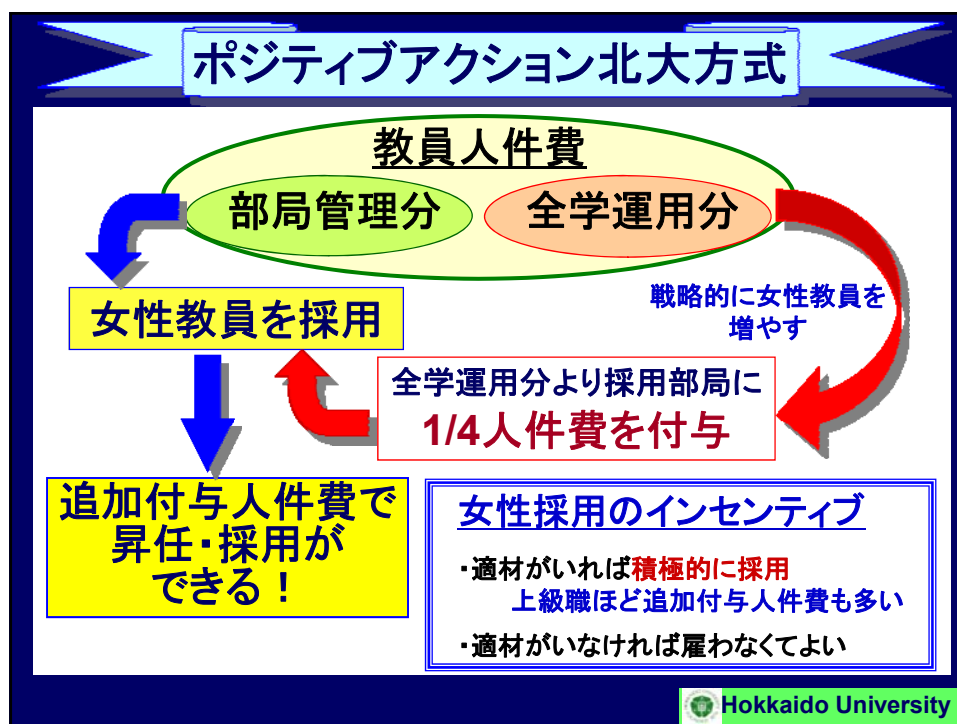 ポジティブアクション北大方式
教員人件費
部局管理分
全学運用分
女性教員を採用
戦略的に女性教員を
増やす
全学運用分より採用部局に
1/4人件費を付与
追加付与人件費で
昇任・採用が
できる！
女性採用のインセンティブ
・適材がいれば積極的に採用
上級職ほど追加付与人件費も多い
・適材がいなければ雇わなくてよい
Hokkaido University